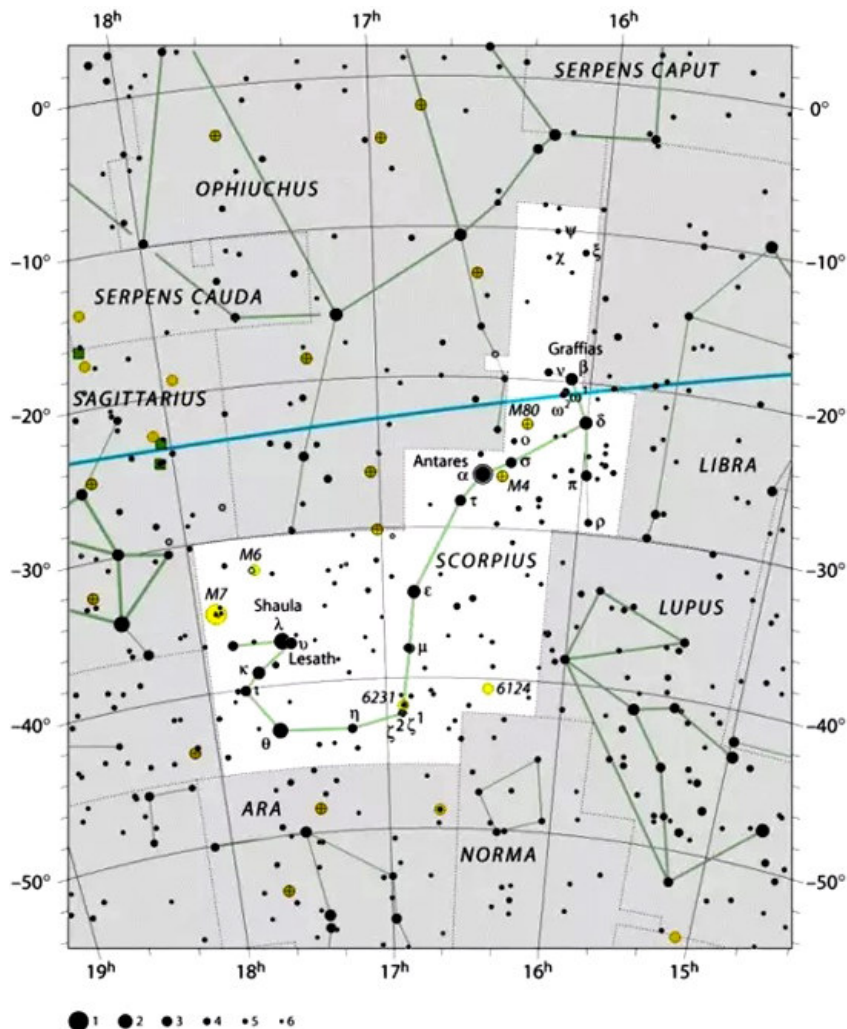 18h 17h 16h
SERPENS CAPUT
0° 0°
OPHIUCHUS
ψ
χ ξ
−10° −10°
SERPENS CAUDA
Graffias
ν β
SAGITTARIUS
ω² ω¹
M80
−20° −20°
δ
ο
Antares
σ
LIBRA
α
M4
π
τ
ρ
SCORPIUS
M6
−30° −30°
M7
ε
Shaula
LUPUS
λ
υ μ
Lesath
κ
6231 6124
ι
−40° −40°
η ζ² ζ¹
θ
ARA
NORMA
−50° −50°
19h 18h 17h 16h 15h
1 2 3 4 5 6